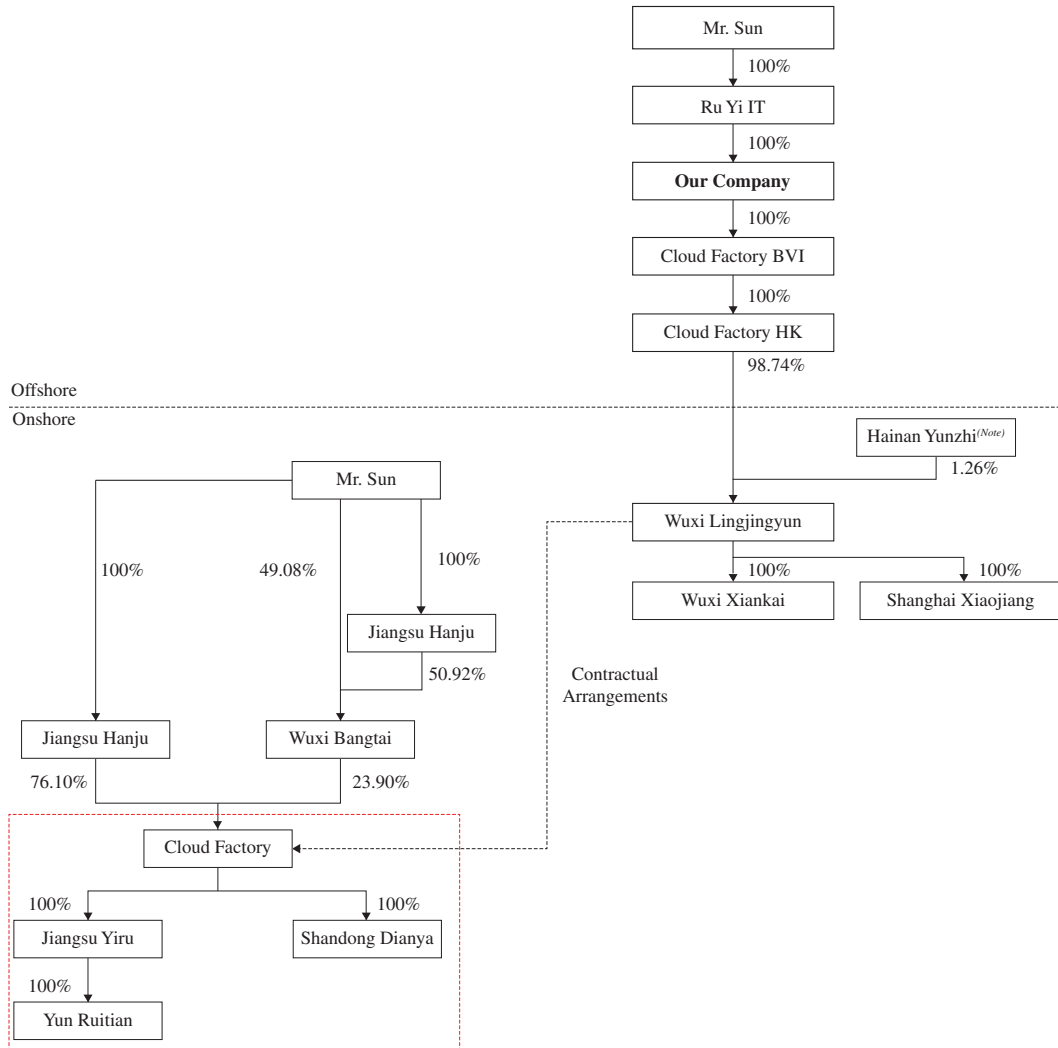 Mr. Sun
100%
Ru Yi IT
100%
Our Company
100%
Cloud Factory BVI
100%
Cloud Factory HK
98.74%
Offshore
Onshore
Hainan Yunzhi(Note)
1.26%
Mr. Sun
Wuxi Lingjingyun
100%
49.08%
100%
100%
100%
Wuxi Xiankai
Shanghai Xiaojiang
Jiangsu Hanju
50.92%
Contractual
Arrangements
Jiangsu Hanju
Wuxi Bangtai
76.10%
23.90%
Cloud Factory
100%
100%
Jiangsu Yiru
Shandong Dianya
100%
Yun Ruitian